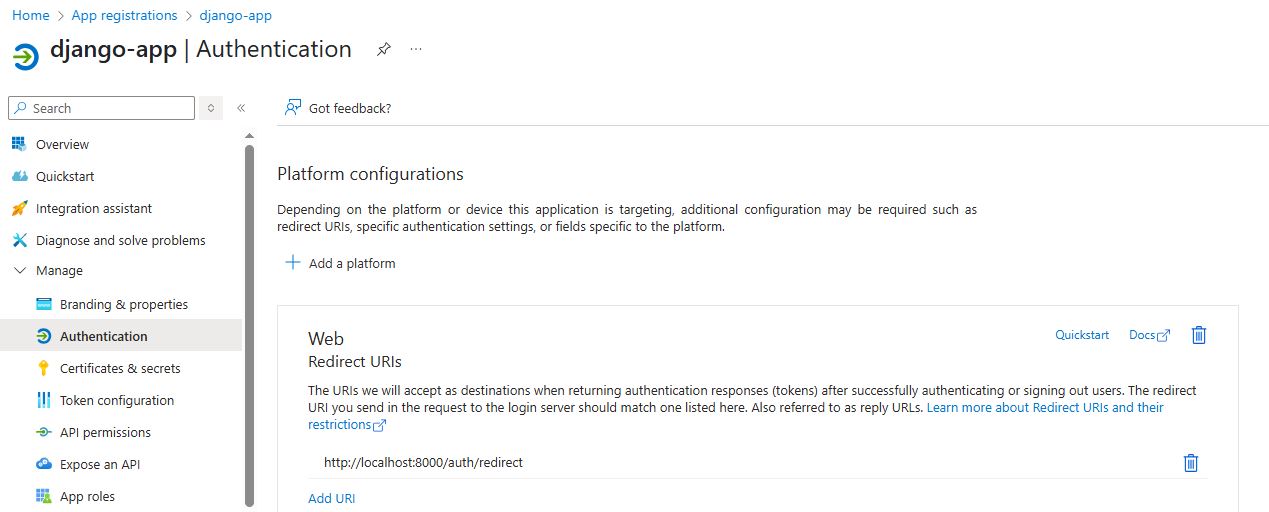 Home > App registrations > django-app
django-app | Authentication
Search
Got feedback?
Overview
Quickstart
Integration assistant
Diagnose and solve problems
Manage
Branding & properties
Authentication
Certificates & secrets
Token configuration
API permissions
Expose an API
App roles
Platform configurations
Depending on the platform or device this application is targeting, additional configuration may be required such as
redirect URIs, specific authentication settings, or fields specific to the platform.
Add a platform
Web
Quickstart
Docs
Redirect URIs
The URIs we will accept as destinations when returning authentication responses (tokens) after successfully authenticating or signing out users. The redirect
URI you send in the request to the login server should match one listed here. Also referred to as reply URLs. Learn more about Redirect URIs and their
restrictions
http://localhost:8000/auth/redirect
Add URI